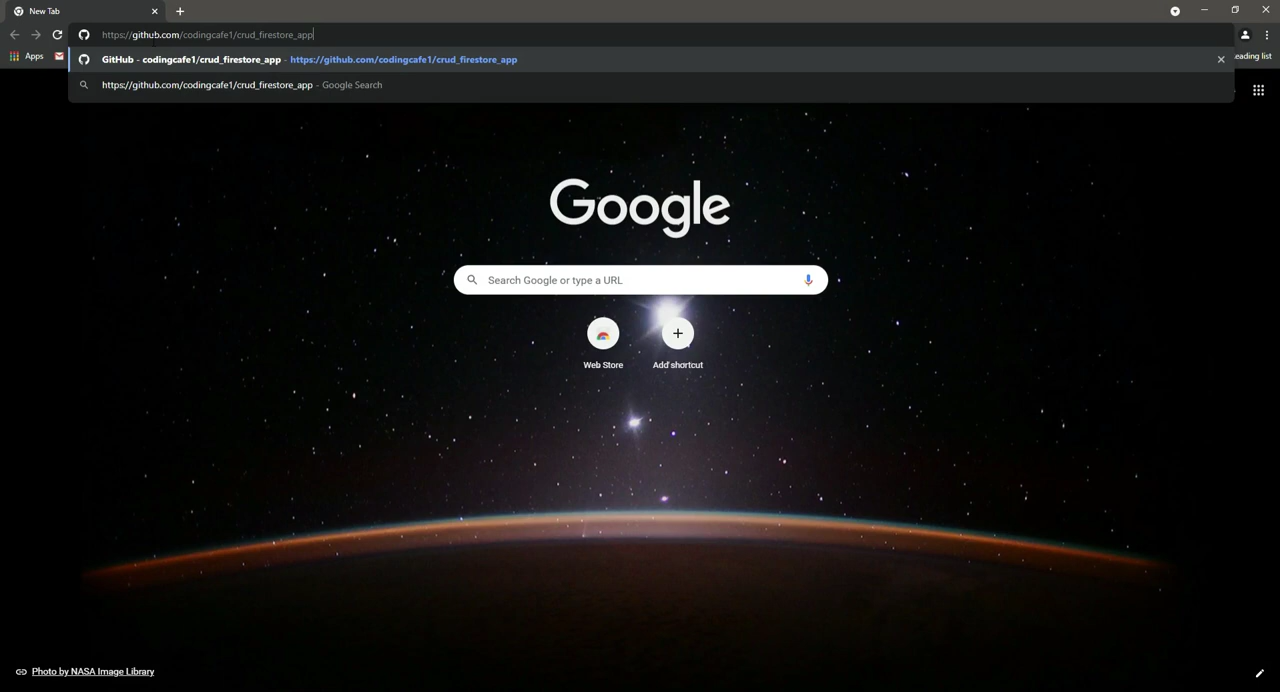 New Tab
https://github.com/codingcafe1/crud_firestore_app
Apps
GitHub - codingcafe1/crud_firestore_app - https://github.com/codingcafe1/crud_firestore_app
eading list
https://github.com/codingcafe1/crud_firestore_app - Google Search
Google
Search Google or type a URL
Web Store
Add shortcut
Photo by NASA Image Library